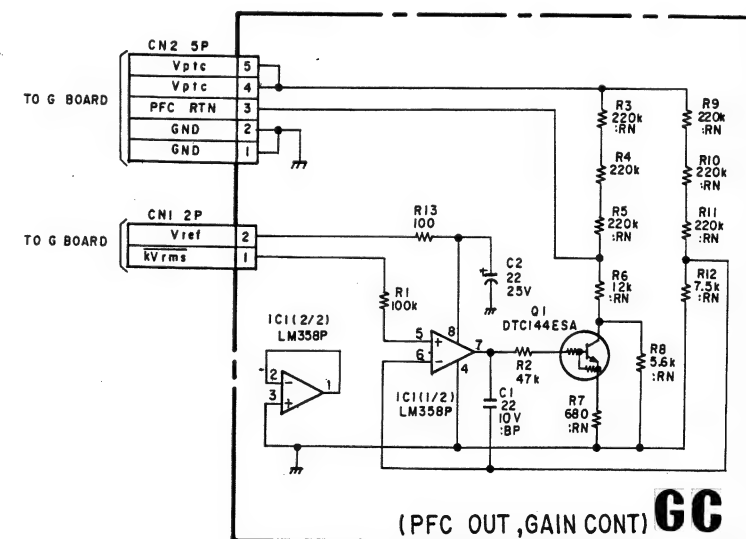 CN2 5P
Vptc 5
Vptc 4
PFC RTN 3
GND 2
GND 1
TO G BOARD
CN1 2P
Vref 2
kVrms 1
TO G BOARD
R13
100
R1
100k
C2
22
25V
IC1(2/2)
LM358P
2
3
1
5
6
8
4
7
IC1(1/2)
LM358P
R2
47k
C1
22
10V
:BP
Q1
DTC144ESA
R3
220k
:RN
R4
220k
R5
220k
:RN
R6
12k
:RN
R7
680
:RN
R8
5.6k
:RN
R9
220k
:RN
R10
220k
:RN
R11
220k
:RN
R12
7.5k
:RN
(PFC OUT,GAIN CONT) GC